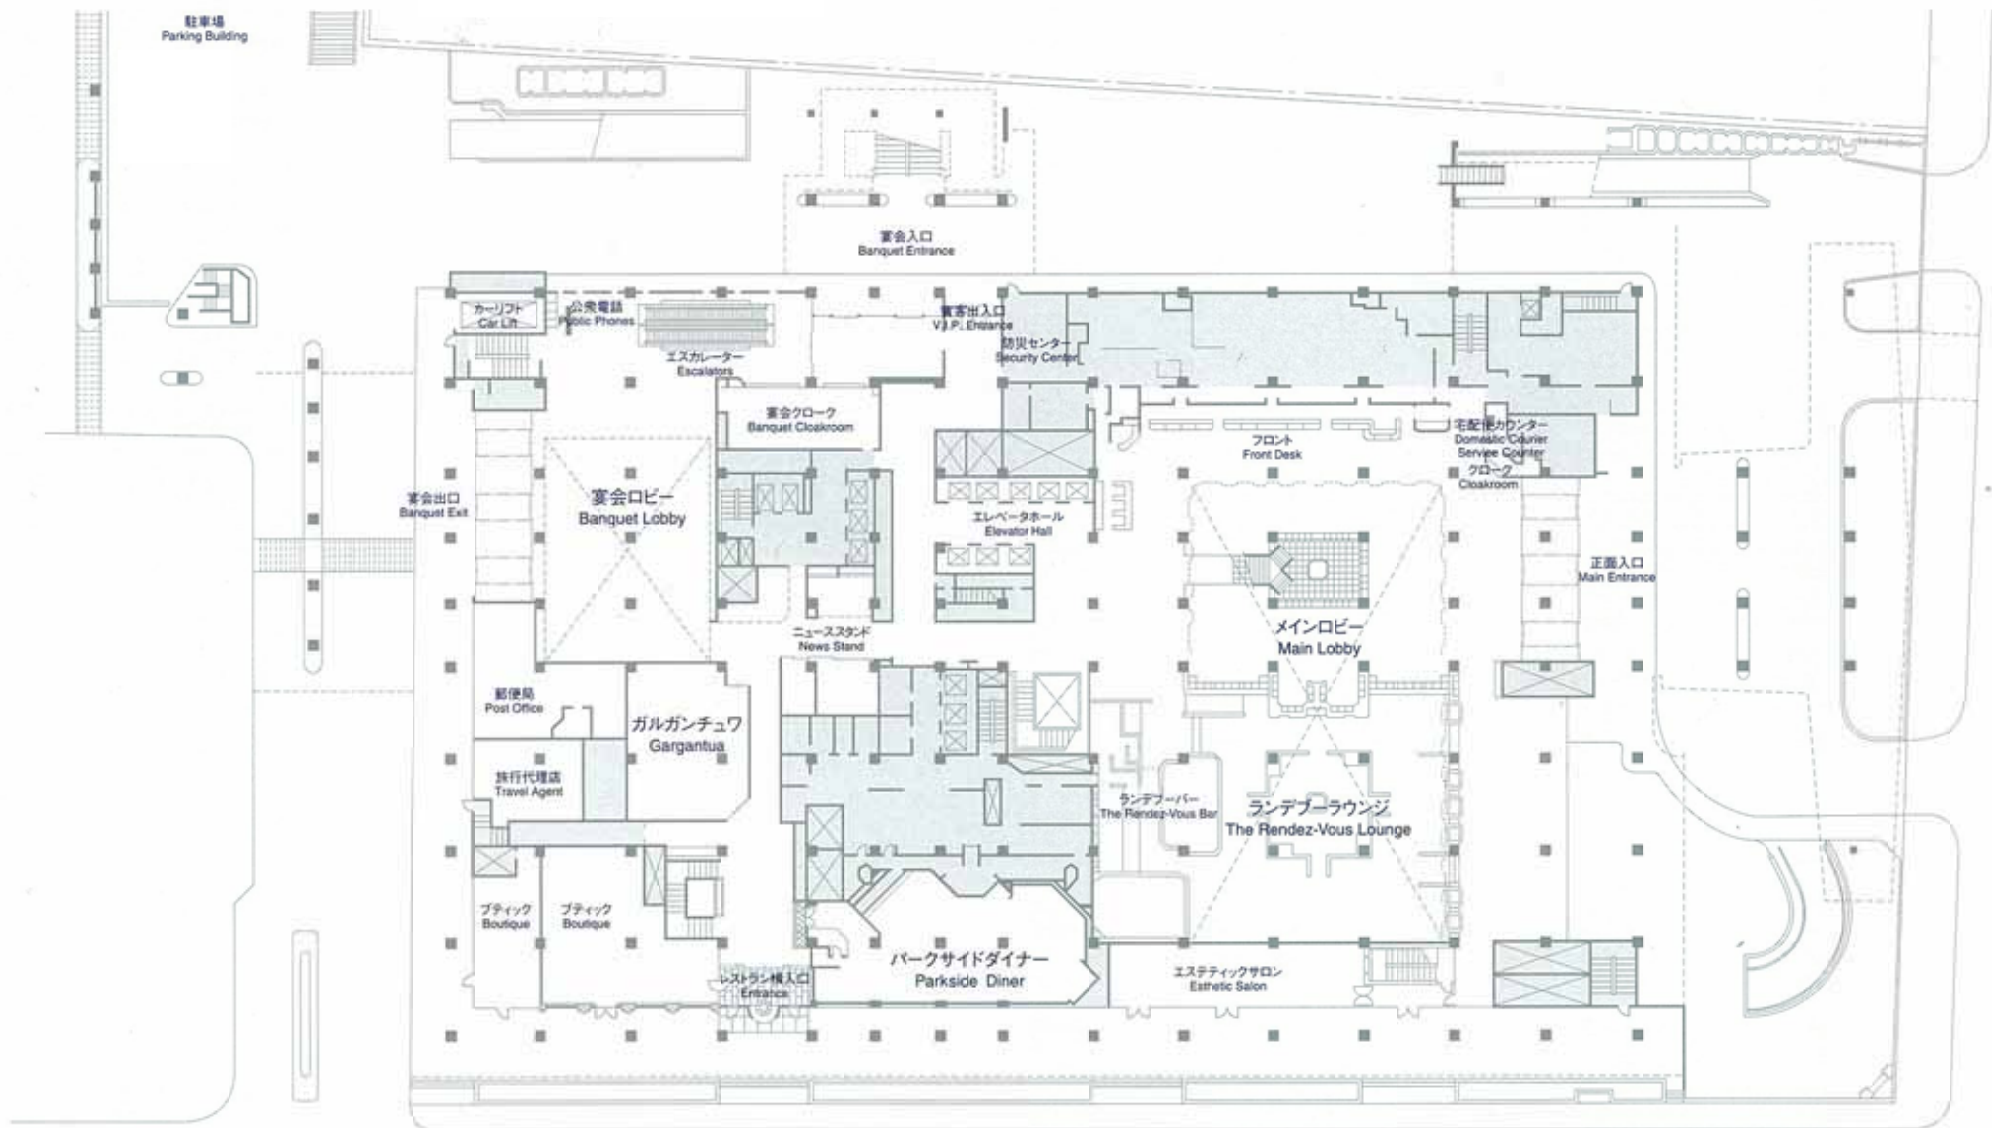 駐車場
Parking Building
宴会入口
Banquet Entrance
カーリフト
Car Lift
公衆電話
Public Phones
エスカレーター
Escalators
賓客出入口
V.I.P. Entrance
防災センター
Security Center
宴会クローク
Banquet Cloakroom
フロント
Front Desk
宅配便カウンター
Domestic Courier
Service Counter
クローク
Cloakroom
宴会出口
Banquet Exit
宴会ロビー
Banquet Lobby
エレベータホール
Elevator Hall
正面入口
Main Entrance
ニューススタンド
News Stand
メインロビー
Main Lobby
郵便局
Post Office
ガルガンチュワ
Gargantua
旅行代理店
Travel Agent
ランデブーバー
The Rendez-Vous Bar
ランデブーラウンジ
The Rendez-Vous Lounge
ブティック
Boutique
ブティック
Boutique
レストラン横入口
Entrance
パークサイドダイナー
Parkside Diner
エステティックサロン
Esthetic Salon